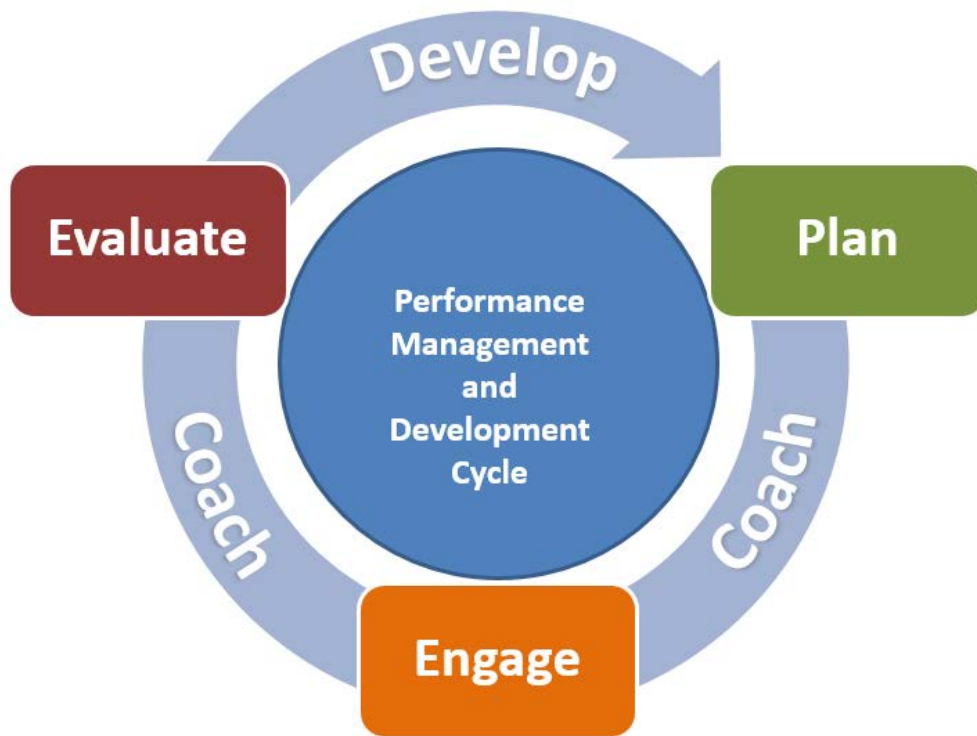 Develop
Evaluate
Plan
Performance
Management
and
Development
Cycle
Coach
Coach
Engage